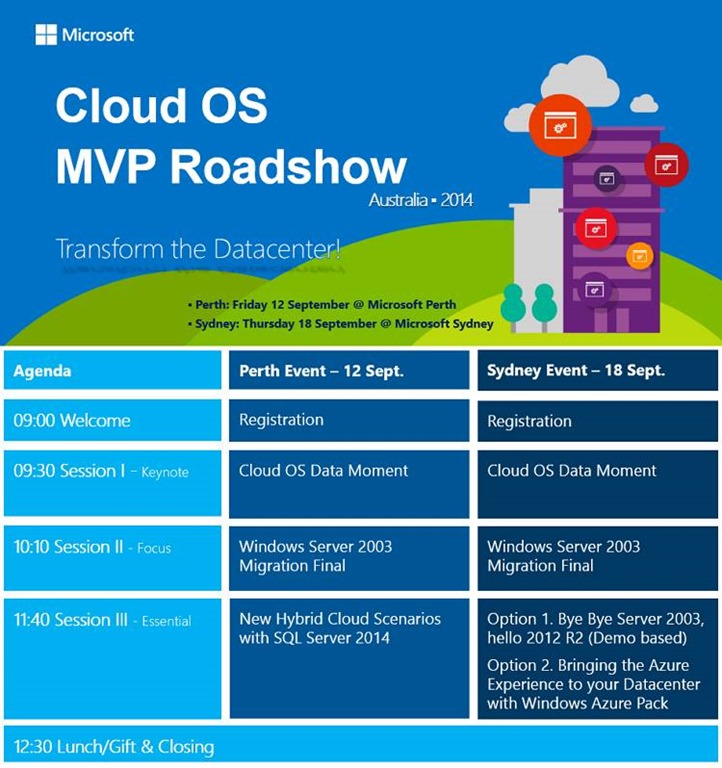 Microsoft
Cloud OS
MVP Roadshow
Australia ▪ 2014
Transform the Datacenter!
▪ Perth: Friday 12 September @ Microsoft Perth
▪ Sydney: Thursday 18 September @ Microsoft Sydney
Agenda
Perth Event – 12 Sept.
Sydney Event – 18 Sept.
09:00 Welcome
Registration
Registration
09:30 Session I - Keynote
Cloud OS Data Moment
Cloud OS Data Moment
10:10 Session II - Focus
Windows Server 2003
Migration Final
Windows Server 2003
Migration Final
11:40 Session III - Essential
New Hybrid Cloud Scenarios
with SQL Server 2014
Option 1. Bye Bye Server 2003,
hello 2012 R2 (Demo based)
Option 2. Bringing the Azure
Experience to your Datacenter
with Windows Azure Pack
12:30 Lunch/Gift & Closing